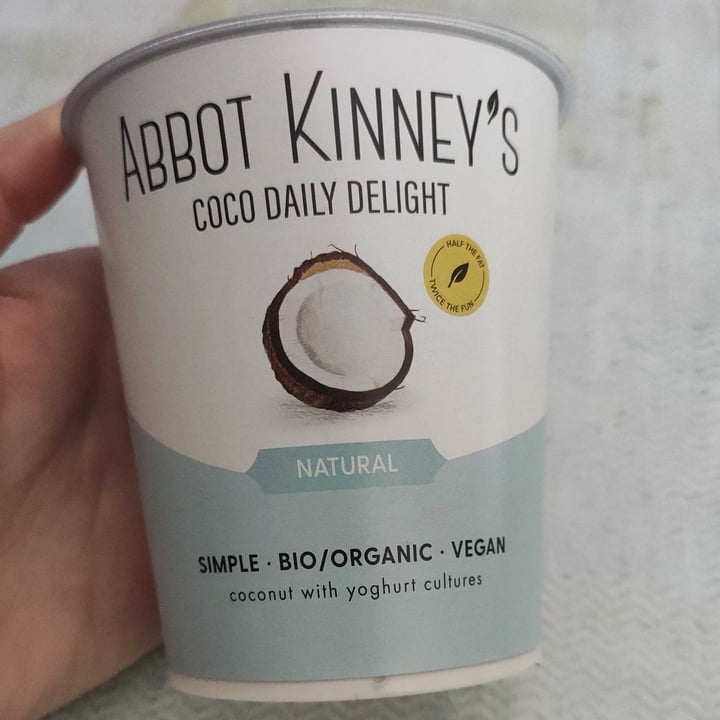 ABBOT KINNEY'S
COCO DAILY DELIGHT
HALF THE FAT
TWICE THE FUN
NATURAL
SIMPLE · BIO/ORGANIC · VEGAN
coconut with yoghurt cultures